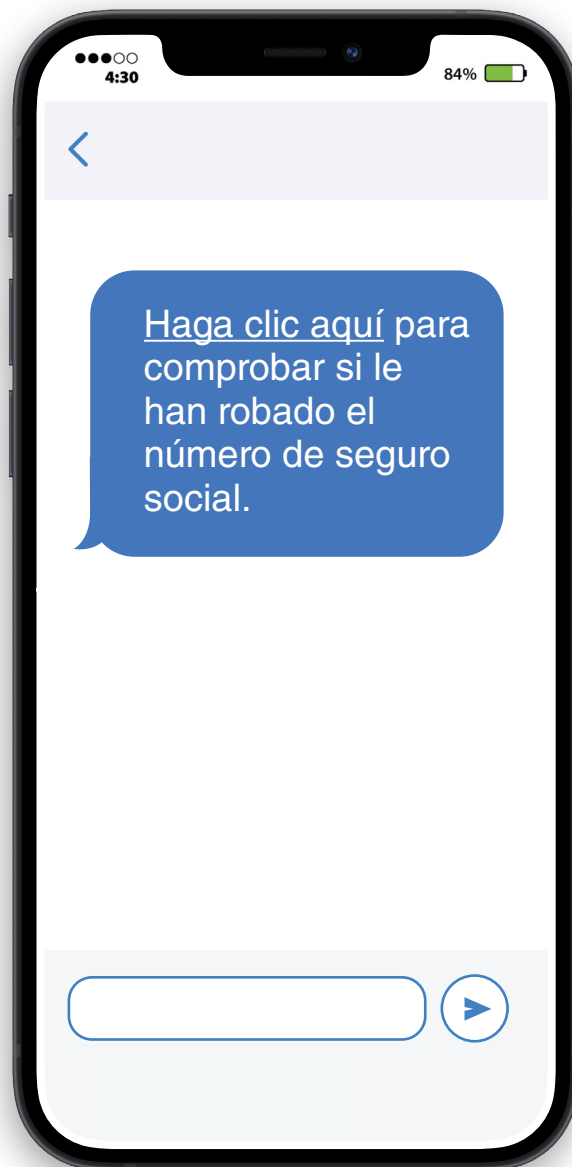 4:30
84%
Haga clic aquí para
comprobar si le
han robado el
número de seguro
social.